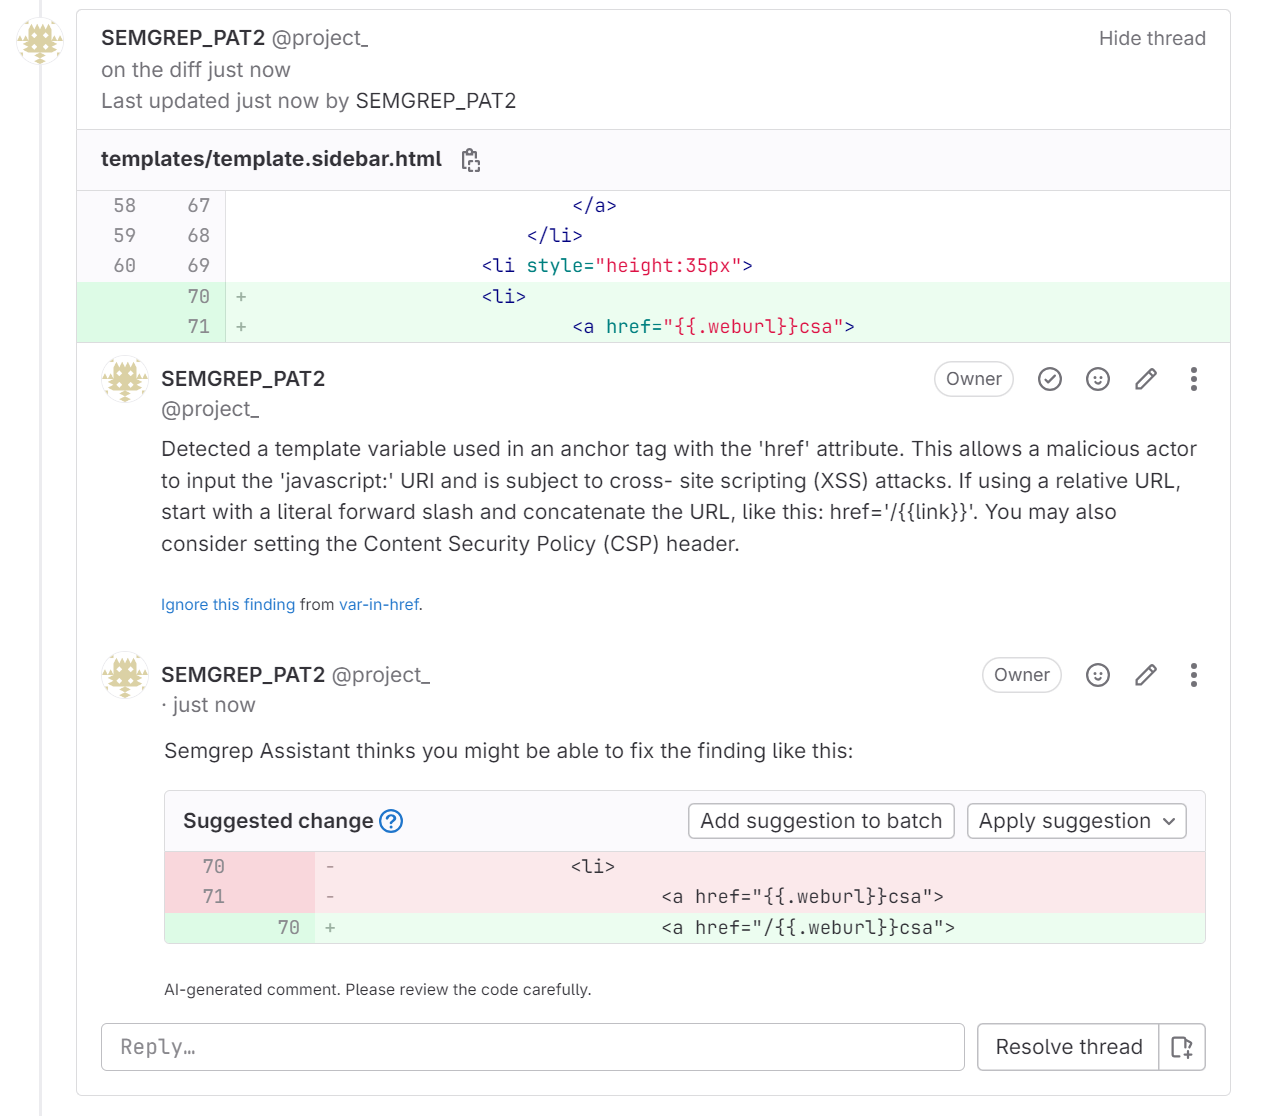 SEMGREP_PAT2 @project_
Hide thread
on the diff just now
Last updated just now by SEMGREP_PAT2
templates/template.sidebar.html
58 67 </a>
59 68 </li>
60 69 <li style="height:35px">
70 + <li>
71 + <a href="{{.weburl}}csa">
SEMGREP_PAT2
Owner
@project_
Detected a template variable used in an anchor tag with the 'href' attribute. This allows a malicious actor
to input the 'javascript:' URI and is subject to cross- site scripting (XSS) attacks. If using a relative URL,
start with a literal forward slash and concatenate the URL, like this: href='/{{link}}'. You may also
consider setting the Content Security Policy (CSP) header.
Ignore this finding from var-in-href.
SEMGREP_PAT2 @project_
Owner
· just now
Semgrep Assistant thinks you might be able to fix the finding like this:
Suggested change ?
Add suggestion to batch
Apply suggestion
70 - <li>
71 - <a href="{{.weburl}}csa">
70 + <a href="/{{.weburl}}csa">
AI-generated comment. Please review the code carefully.
Reply…
Resolve thread